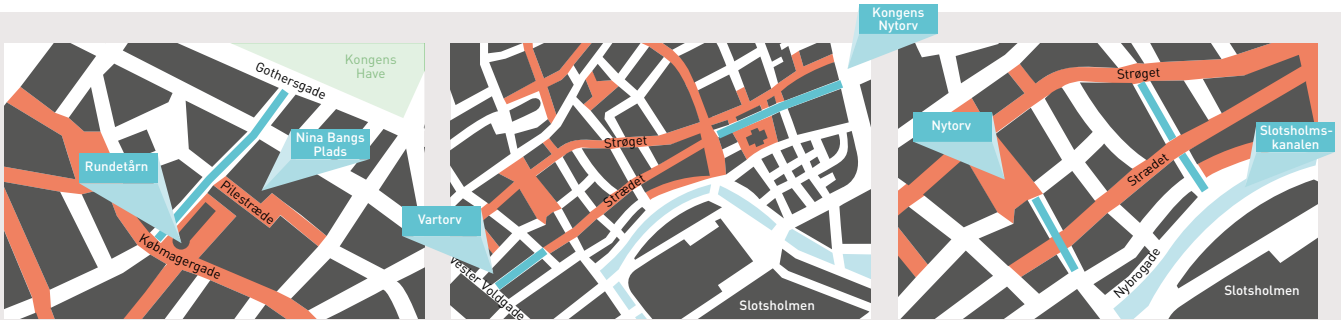 Kongens
Have
Gothersgade
Nina Bangs
Plads
Rundetårn
Pilestræde
Købmagergade
Kongens
Nytorv
Strøget
Strædet
Vartorv
Vester Voldgade
Slotsholmen
Strøget
Nytorv
Slotsholms-
kanalen
Strædet
Nybrogade
Slotsholmen